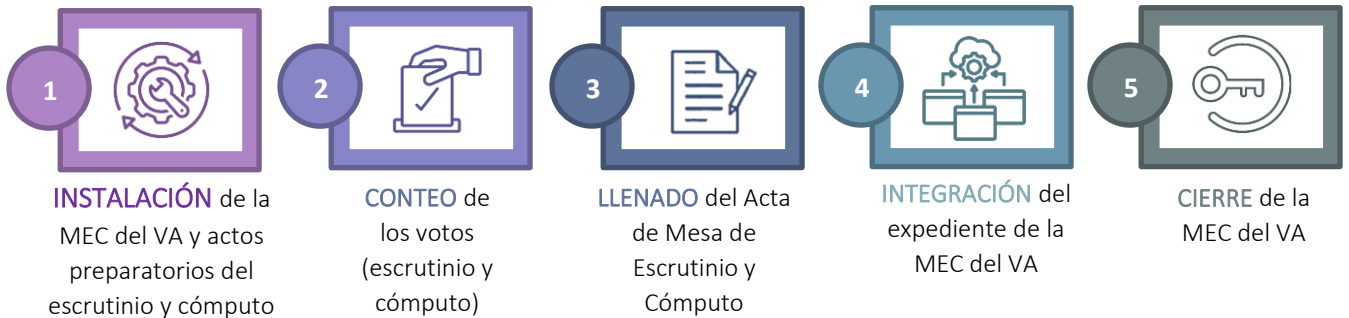 1
INSTALACIÓN de la
MEC del VA y actos
preparatorios del
escrutinio y cómputo
2
CONTEO de
los votos
(escrutinio y
cómputo)
3
LLENADO del Acta
de Mesa de
Escrutinio y
Cómputo
4
INTEGRACIÓN del
expediente de la
MEC del VA
5
CIERRE de la
MEC del VA